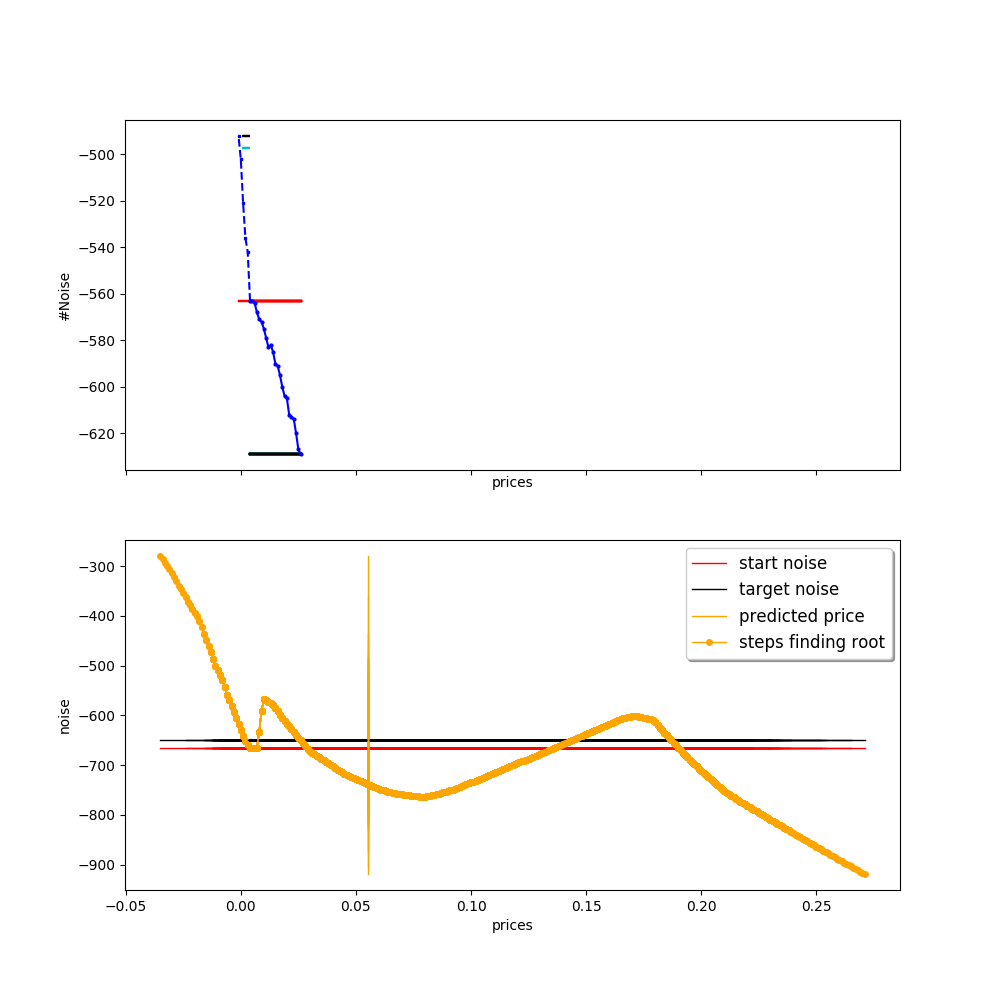 −500
−520
−540
−560
−580
−600
−620
#Noise
prices
−300
−400
−500
−600
−700
−800
−900
noise
start noise
target noise
predicted price
steps finding root
−0.05 0.00 0.05 0.10 0.15 0.20 0.25
prices